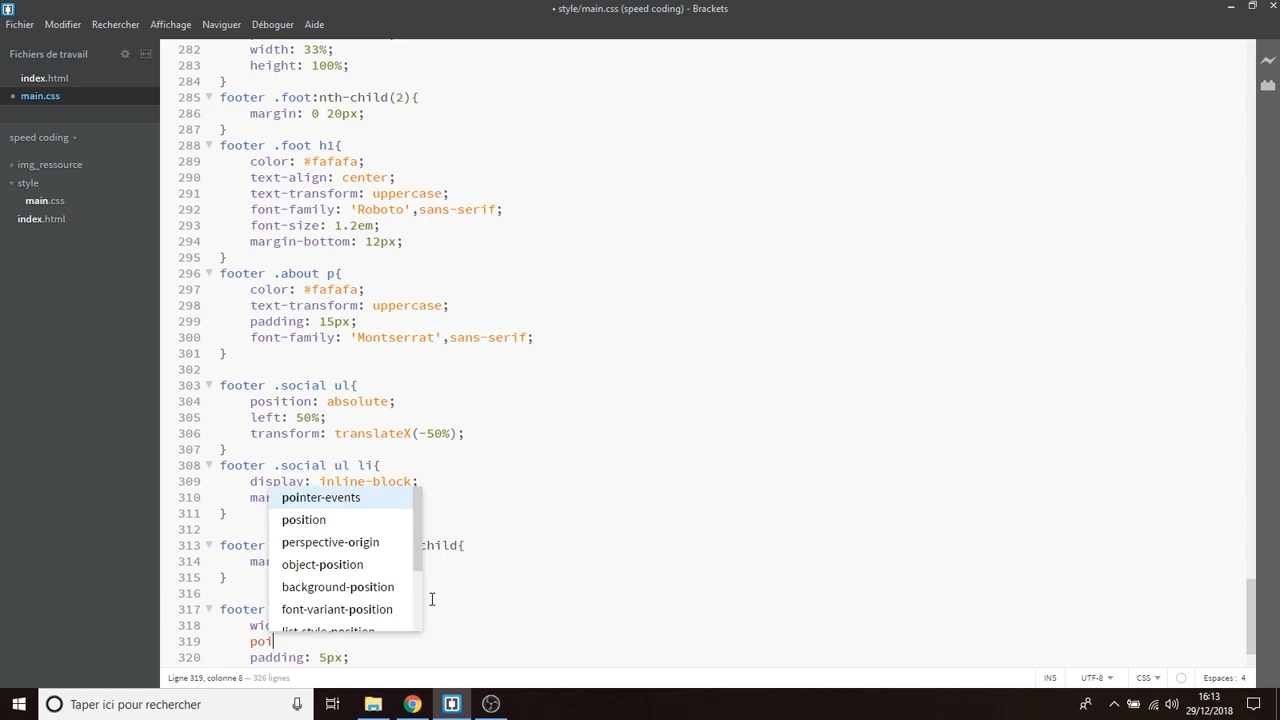 • style/main.css (speed coding) - Brackets
Fichier Modifier Rechercher Affichage Naviguer Déboguer Aide
Fichiers de travail
index.html
• main.css
speed coding
img_ressource
style
main.css
index.html
282 width: 33%;
283 height: 100%;
284 }
285 footer .foot:nth-child(2){
286 margin: 0 20px;
287 }
288 footer .foot h1{
289 color: #fafafa;
290 text-align: center;
291 text-transform: uppercase;
292 font-family: 'Roboto',sans-serif;
293 font-size: 1.2em;
294 margin-bottom: 12px;
295 }
296 footer .about p{
297 color: #fafafa;
298 text-transform: uppercase;
299 padding: 15px;
300 font-family: 'Montserrat',sans-serif;
301 }
302
303 footer .social ul{
304 position: absolute;
305 left: 50%;
306 transform: translateX(-50%);
307 }
308 footer .social ul li{
309 display: inline-block;
310 mar
311 }
312
313 footer child{
314 mar
315 }
316
317 footer
318 wid
319 poi
320 padding: 5px;
pointer-events
position
perspective-origin
object-position
background-position
font-variant-position
list-style-position
Ligne 319, colonne 8 — 326 lignes
INS UTF-8 CSS Espaces : 4
Taper ici pour rechercher
16:13
29/12/2018